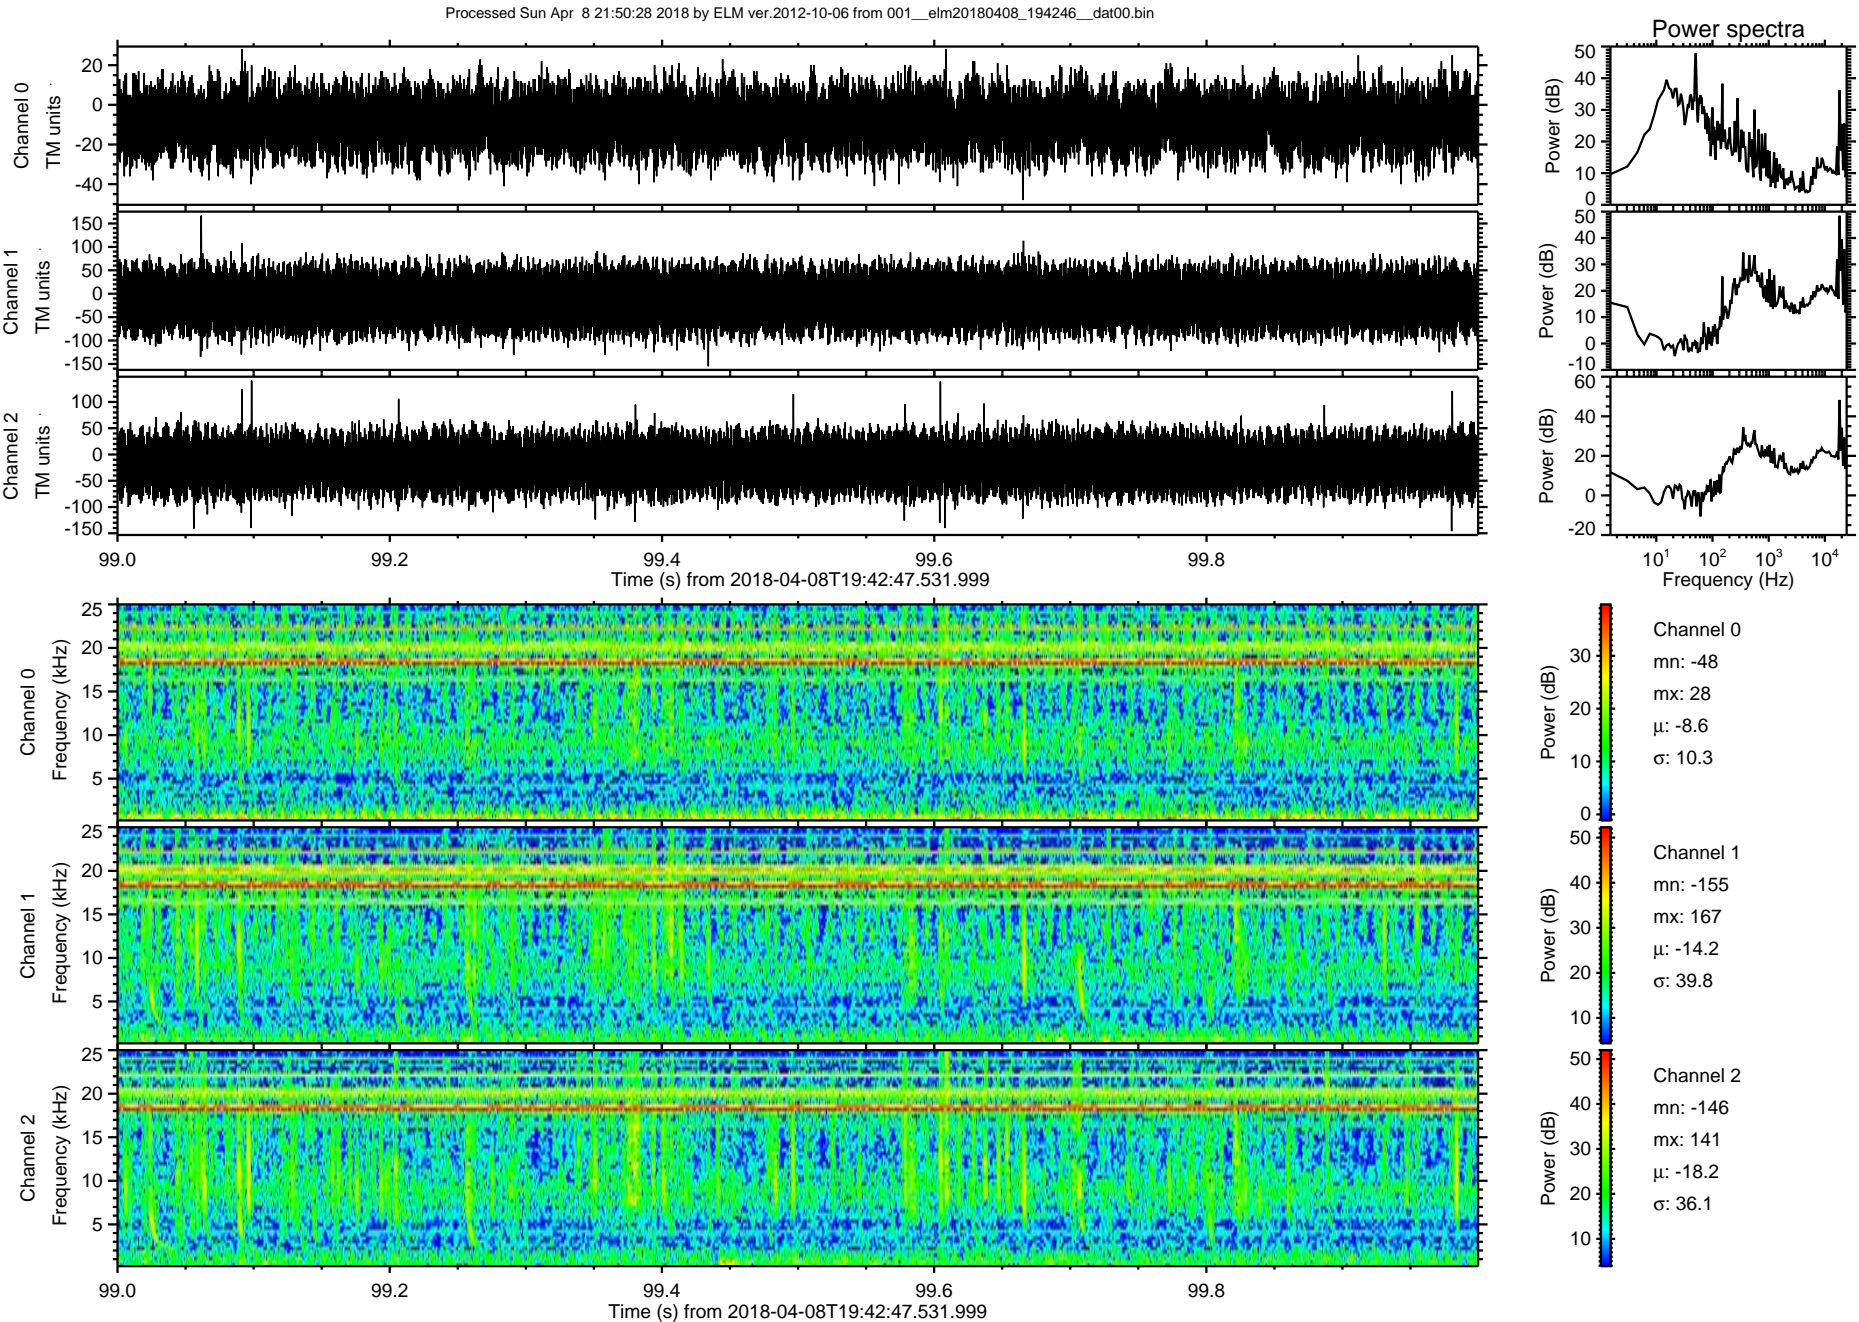 Processed Sun Apr  8 21:50:28 2018 by ELM ver.2012-10-06 from 001__elm20180408_194246__dat00.bin
Power spectra
Channel 0
TM units
20
0
-20
-40
Power (dB)
50
40
30
20
10
0
Channel 1
TM units
150
100
50
0
-50
-100
-150
Power (dB)
50
40
30
20
10
0
-10
Channel 2
TM units
100
50
0
-50
-100
-150
Power (dB)
60
40
20
0
-20
99.0 99.2 99.4 99.6 99.8
Time (s) from 2018-04-08T19:42:47.531.999
10¹ 10² 10³ 10⁴
Frequency (Hz)
Channel 0
Frequency (kHz)
25
20
15
10
5
Power (dB)
30
20
10
0
Channel 0
mn: -48
mx: 28
μ: -8.6
σ: 10.3
Channel 1
Frequency (kHz)
25
20
15
10
5
Power (dB)
50
40
30
20
10
Channel 1
mn: -155
mx: 167
μ: -14.2
σ: 39.8
Channel 2
Frequency (kHz)
25
20
15
10
5
Power (dB)
50
40
30
20
10
Channel 2
mn: -146
mx: 141
μ: -18.2
σ: 36.1
99.0 99.2 99.4 99.6 99.8
Time (s) from 2018-04-08T19:42:47.531.999